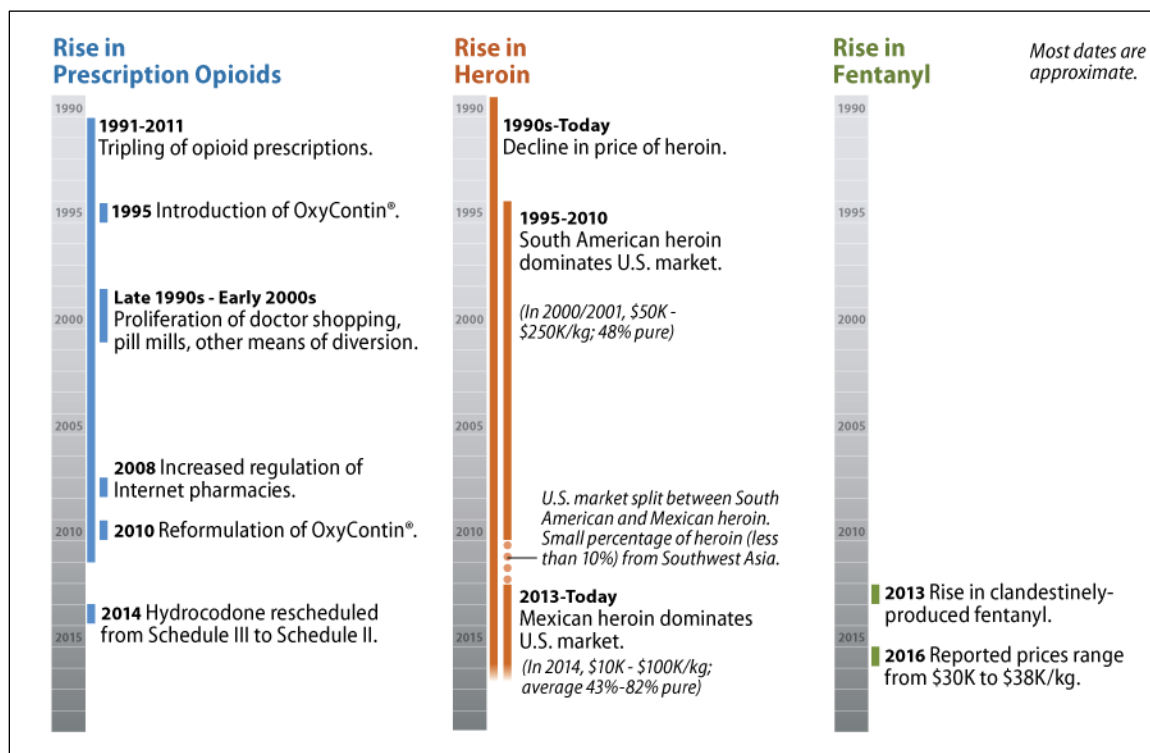 Rise in
Prescription Opioids
1990
1995
2000
2005
2010
2015
1991-2011
Tripling of opioid prescriptions.
1995 Introduction of OxyContin®.
Late 1990s - Early 2000s
Proliferation of doctor shopping,
pill mills, other means of diversion.
2008 Increased regulation of
Internet pharmacies.
2010 Reformulation of OxyContin®.
2014 Hydrocodone rescheduled
from Schedule III to Schedule II.
Rise in
Heroin
1990
1995
2000
2005
2010
2015
1990s-Today
Decline in price of heroin.
1995-2010
South American heroin
dominates U.S. market.
(In 2000/2001, $50K -
$250K/kg; 48% pure)
U.S. market split between South
American and Mexican heroin.
Small percentage of heroin (less
than 10%) from Southwest Asia.
2013-Today
Mexican heroin dominates
U.S. market.
(In 2014, $10K - $100K/kg;
average 43%-82% pure)
Rise in
Fentanyl
Most dates are
approximate.
1990
1995
2000
2005
2010
2015
2013 Rise in clandestinely-
produced fentanyl.
2016 Reported prices range
from $30K to $38K/kg.